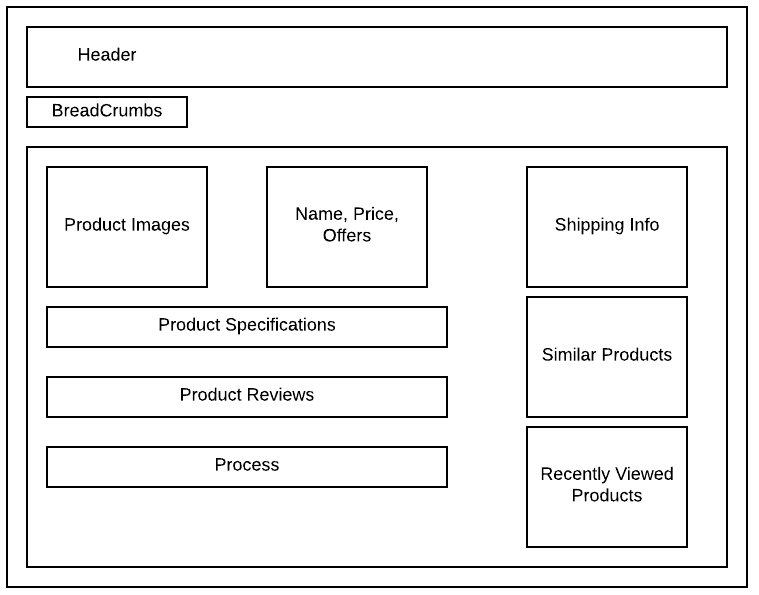 Header
BreadCrumbs
Product Images
Name, Price,
Offers
Shipping Info
Product Specifications
Similar Products
Product Reviews
Process
Recently Viewed
Products